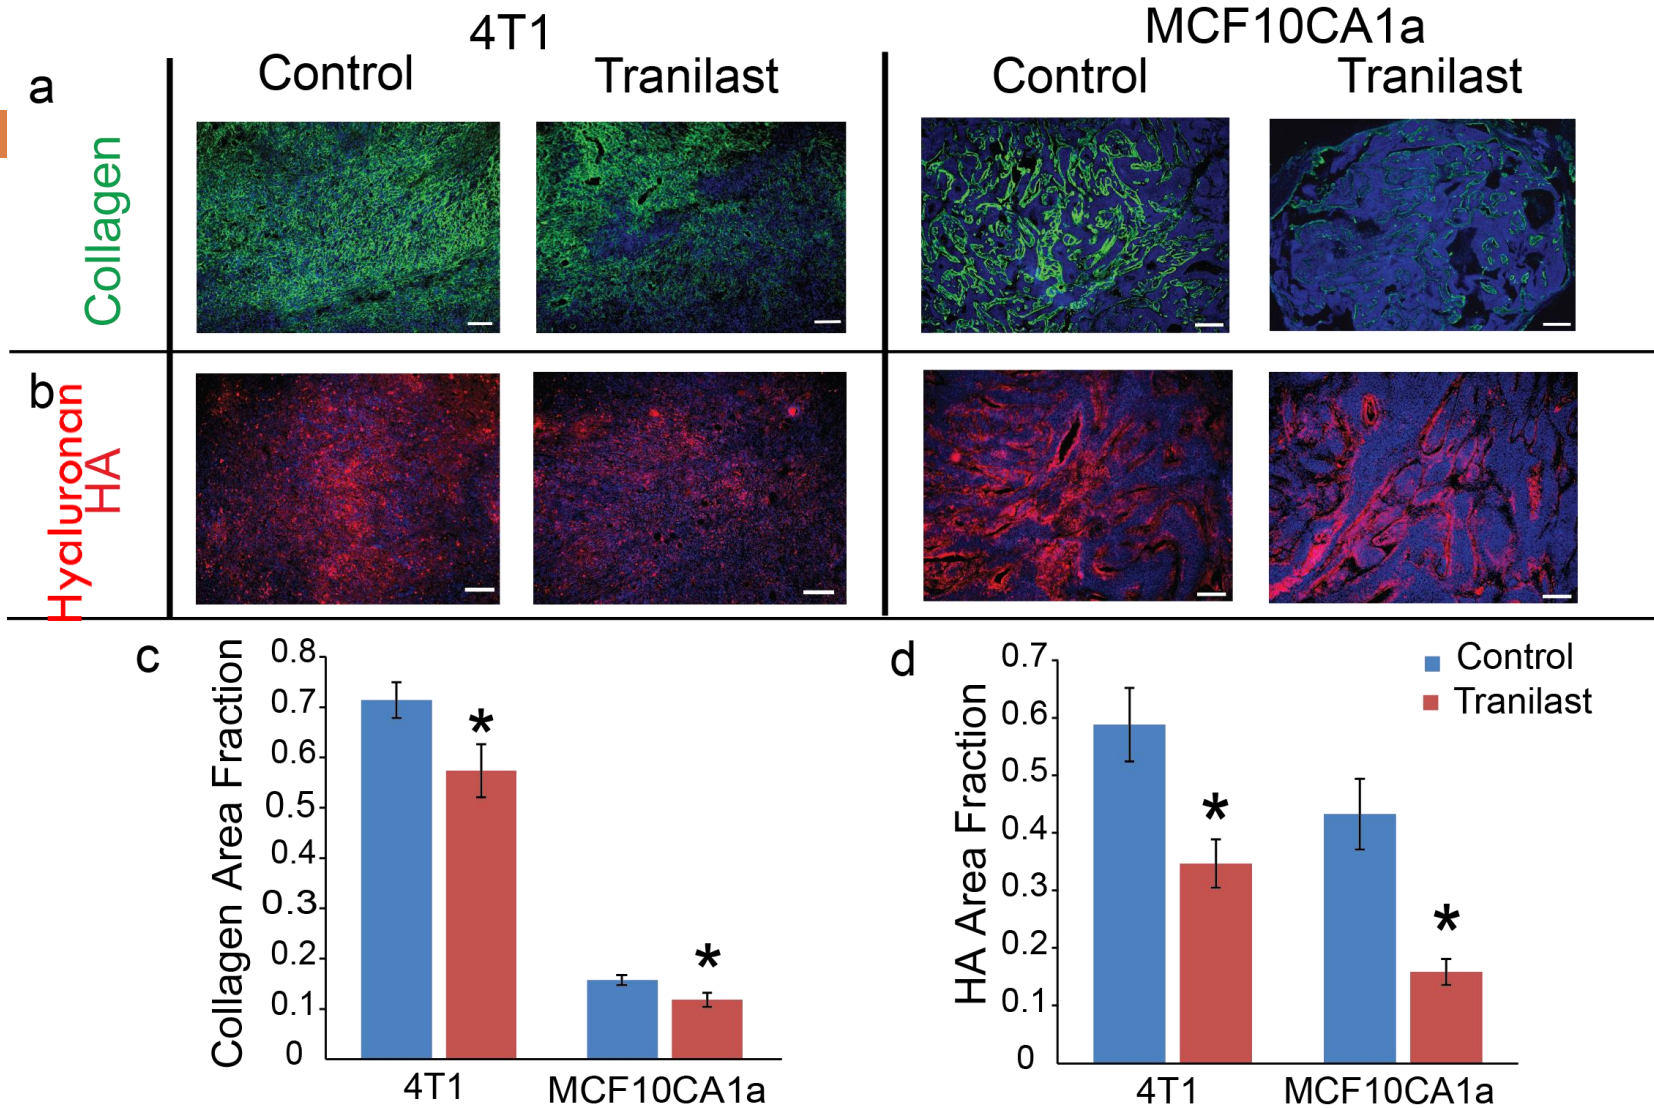 4T1
MCF10CA1a
Control
Tranilast
Control
Tranilast
a
Collagen
b
Hyaluronan
HA
c
Collagen Area Fraction
0.8
0.7
0.6
0.5
0.4
0.3
0.2
0.1
0
*
*
4T1
MCF10CA1a
d
HA Area Fraction
0.7
0.6
0.5
0.4
0.3
0.2
0.1
0
*
*
4T1
MCF10CA1a
Control
Tranilast